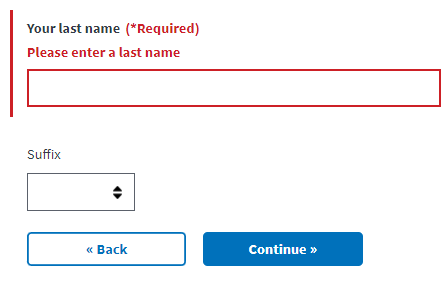 Your last name (*Required)
Please enter a last name
Suffix
« Back
Continue »